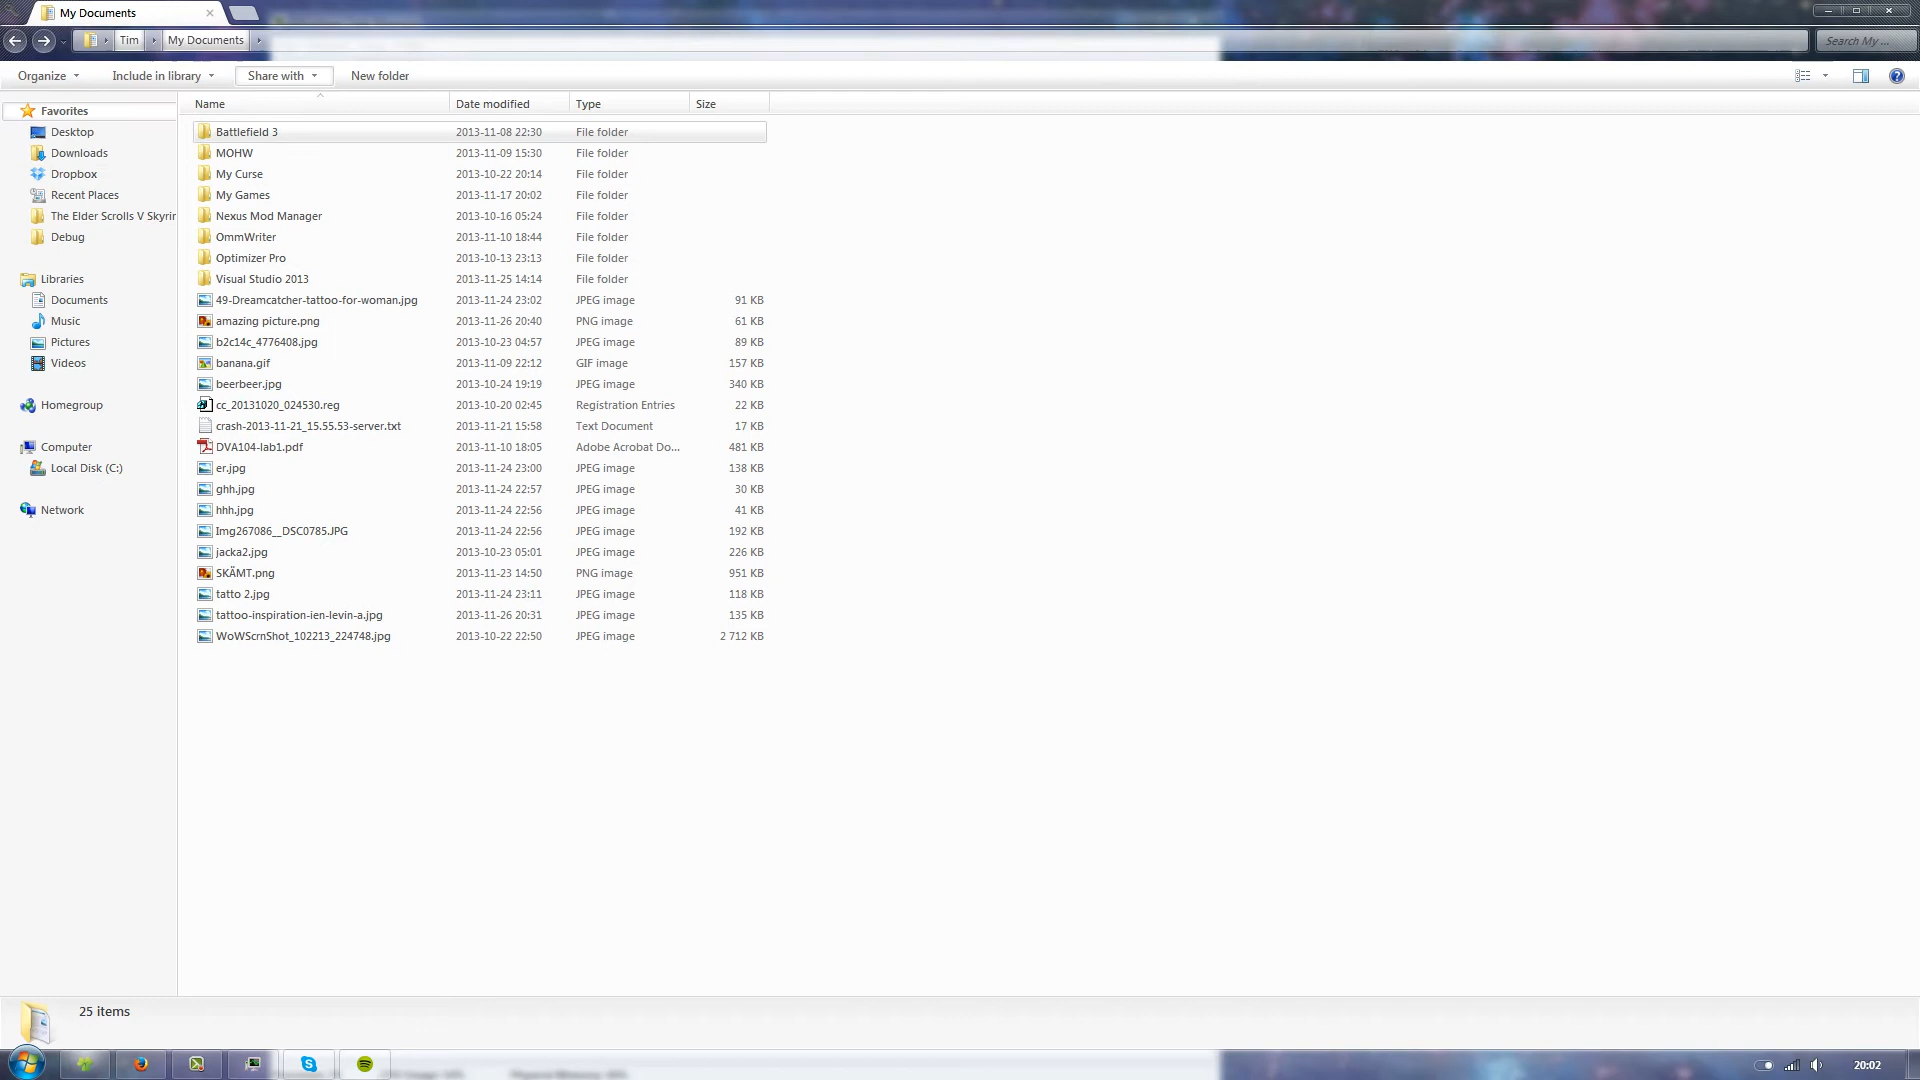 My Documents
Tim My Documents Search My ...
Organize Include in library Share with New folder
Name Date modified Type Size
Favorites
Desktop
Downloads
Dropbox
Recent Places
The Elder Scrolls V Skyrir
Debug
Libraries
Documents
Music
Pictures
Videos
Homegroup
Computer
Local Disk (C:)
Network
Battlefield 3 2013-11-08 22:30 File folder
MOHW 2013-11-09 15:30 File folder
My Curse 2013-10-22 20:14 File folder
My Games 2013-11-17 20:02 File folder
Nexus Mod Manager 2013-10-16 05:24 File folder
OmmWriter 2013-11-10 18:44 File folder
Optimizer Pro 2013-10-13 23:13 File folder
Visual Studio 2013 2013-11-25 14:14 File folder
49-Dreamcatcher-tattoo-for-woman.jpg 2013-11-24 23:02 JPEG image 91 KB
amazing picture.png 2013-11-26 20:40 PNG image 61 KB
b2c14c_4776408.jpg 2013-10-23 04:57 JPEG image 89 KB
banana.gif 2013-11-09 22:12 GIF image 157 KB
beerbeer.jpg 2013-10-24 19:19 JPEG image 340 KB
cc_20131020_024530.reg 2013-10-20 02:45 Registration Entries 22 KB
crash-2013-11-21_15.55.53-server.txt 2013-11-21 15:58 Text Document 17 KB
DVA104-lab1.pdf 2013-11-10 18:05 Adobe Acrobat Do... 481 KB
er.jpg 2013-11-24 23:00 JPEG image 138 KB
ghh.jpg 2013-11-24 22:57 JPEG image 30 KB
hhh.jpg 2013-11-24 22:56 JPEG image 41 KB
Img267086__DSC0785.JPG 2013-11-24 22:56 JPEG image 192 KB
jacka2.jpg 2013-10-23 05:01 JPEG image 226 KB
SKÄMT.png 2013-11-23 14:50 PNG image 951 KB
tatto 2.jpg 2013-11-24 23:11 JPEG image 118 KB
tattoo-inspiration-ien-levin-a.jpg 2013-11-26 20:31 JPEG image 135 KB
WoWScrnShot_102213_224748.jpg 2013-10-22 22:50 JPEG image 2 712 KB
25 items
20:02